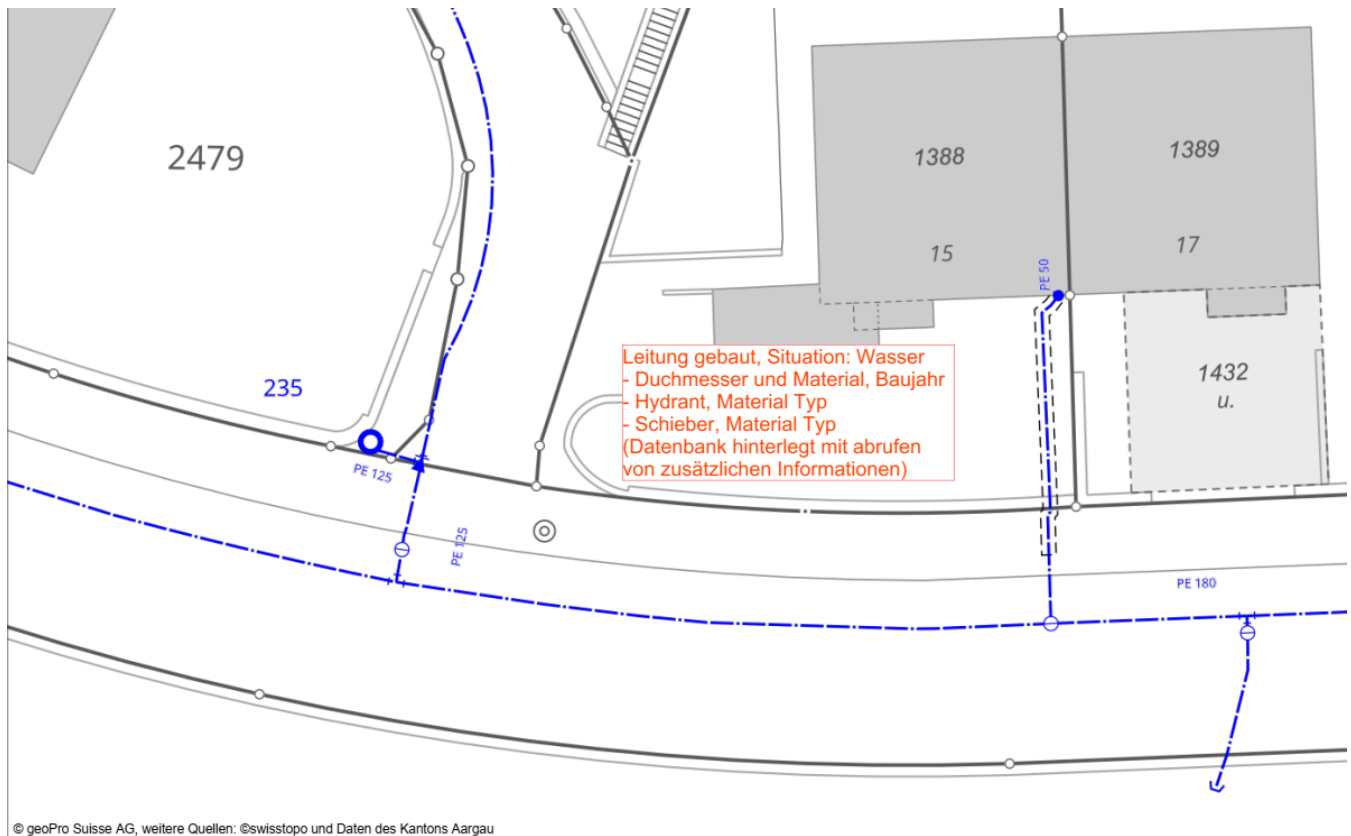 2479
1388
1389
15
17
PE 50
Leitung gebaut, Situation: Wasser
- Duchmesser und Material, Baujahr
- Hydrant, Material Typ
- Schieber, Material Typ
(Datenbank hinterlegt mit abrufen
von zusätzlichen Informationen)
1432
u.
235
PE 125
PE 125
PE 180
© geoPro Suisse AG, weitere Quellen: ©swisstopo und Daten des Kantons Aargau